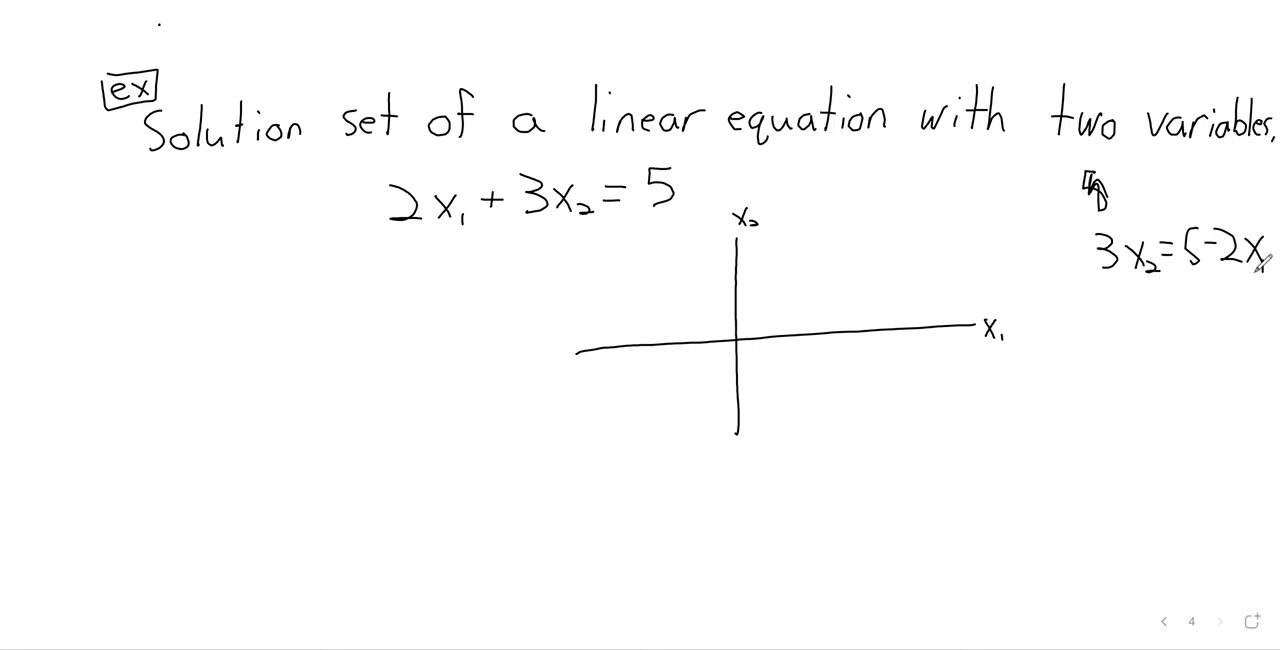 ex
Solution set of a linear equation with two variables.
2x₁ + 3x₂ = 5
x₂
3x₂ = 5 - 2x₁
x₁
4